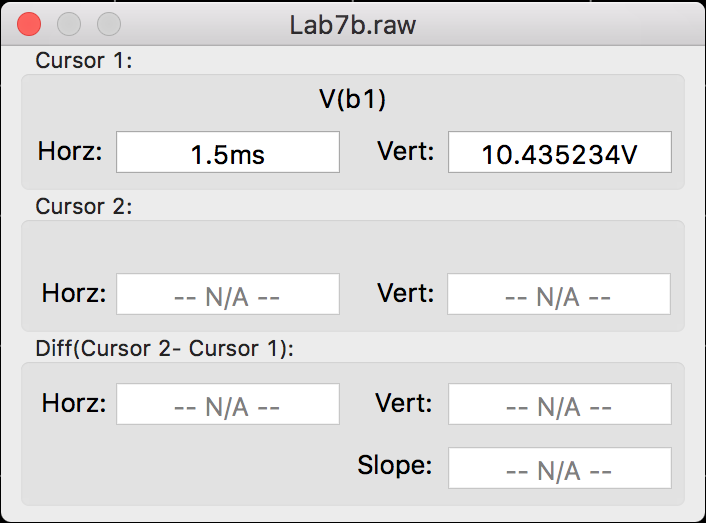 Lab7b.raw
Cursor 1:
V(b1)
Horz: 1.5ms Vert: 10.435234V
Cursor 2:
Horz: -- N/A -- Vert: -- N/A --
Diff(Cursor 2- Cursor 1):
Horz: -- N/A -- Vert: -- N/A --
Slope: -- N/A --